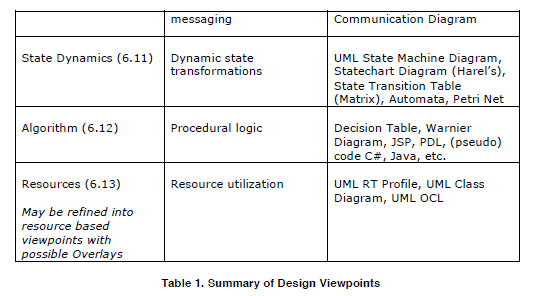 messaging
Communication Diagram
State Dynamics (6.11)
Dynamic state
transformations
UML State Machine Diagram,
Statechart Diagram (Harel’s),
State Transition Table
(Matrix), Automata, Petri Net
Algorithm (6.12)
Procedural logic
Decision Table, Warnier
Diagram, JSP, PDL, (pseudo)
code C#, Java, etc.
Resources (6.13)
May be refined into
resource based
viewpoints with
possible Overlays
Resource utilization
UML RT Profile, UML Class
Diagram, UML OCL
Table 1. Summary of Design Viewpoints